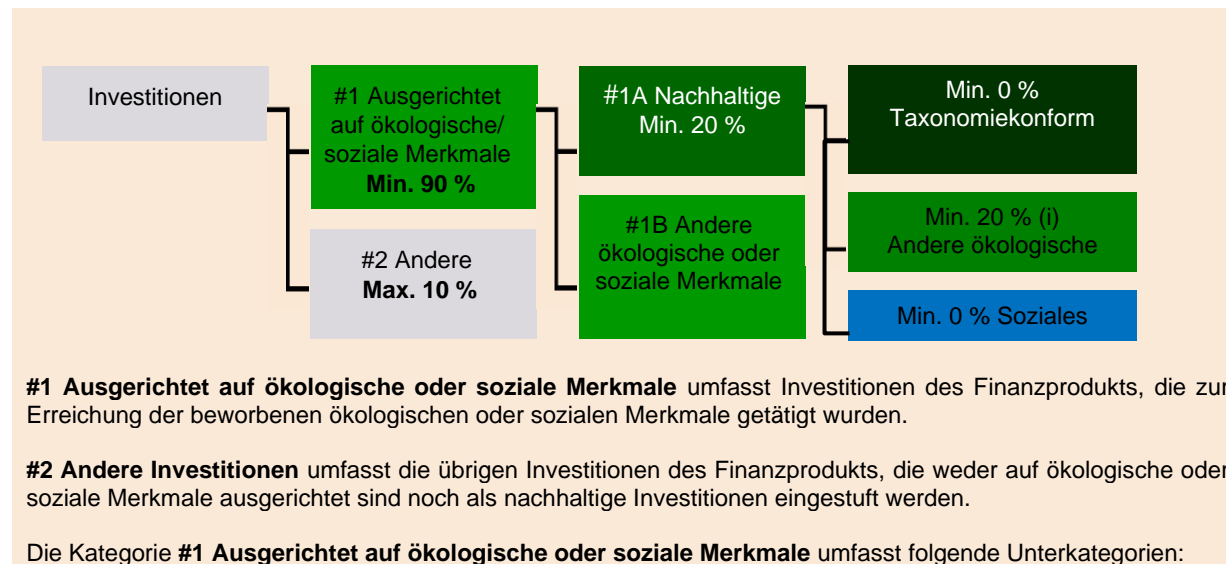 Investitionen
#1 Ausgerichtet
auf ökologische/
soziale Merkmale
Min. 90 %
#2 Andere
Max. 10 %
#1A Nachhaltige
Min. 20 %
#1B Andere
ökologische oder
soziale Merkmale
Min. 0 %
Taxonomiekonform
Min. 20 % (i)
Andere ökologische
Min. 0 % Soziales
#1 Ausgerichtet auf ökologische oder soziale Merkmale umfasst Investitionen des Finanzprodukts, die zur
Erreichung der beworbenen ökologischen oder sozialen Merkmale getätigt wurden.
#2 Andere Investitionen umfasst die übrigen Investitionen des Finanzprodukts, die weder auf ökologische oder
soziale Merkmale ausgerichtet sind noch als nachhaltige Investitionen eingestuft werden.
Die Kategorie #1 Ausgerichtet auf ökologische oder soziale Merkmale umfasst folgende Unterkategorien: